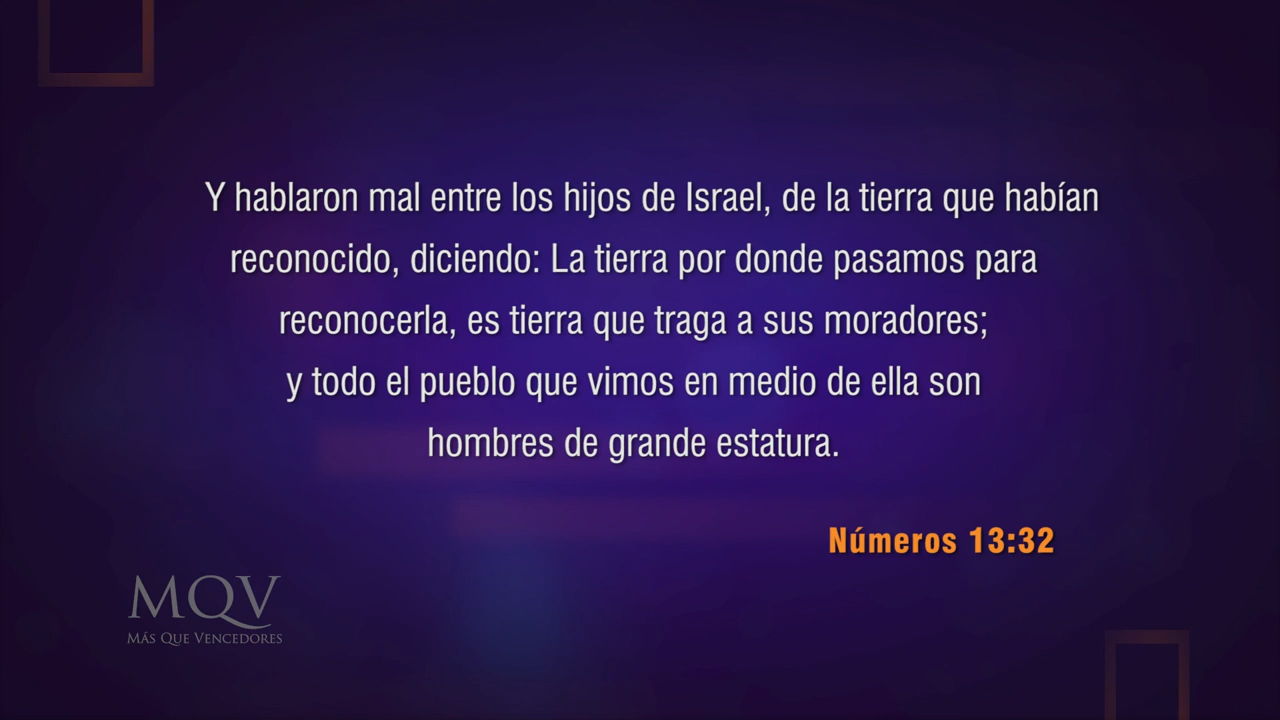 Y hablaron mal entre los hijos de Israel, de la tierra que habían
reconocido, diciendo: La tierra por donde pasamos para
reconocerla, es tierra que traga a sus moradores;
y todo el pueblo que vimos en medio de ella son
hombres de grande estatura.
Números 13:32
MQV
Más Que Vencedores